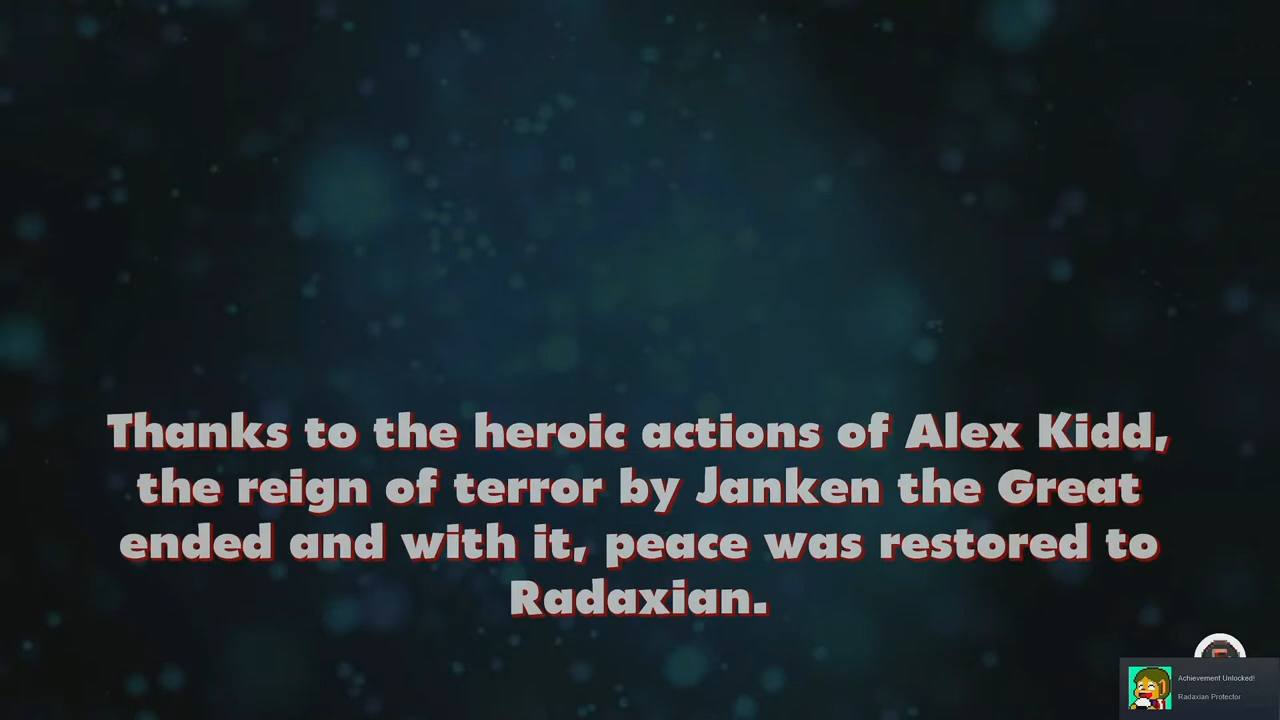 Thanks to the heroic actions of Alex Kidd,
the reign of terror by Janken the Great
ended and with it, peace was restored to
Radaxian.
Achievement Unlocked!
Radaxian Protector